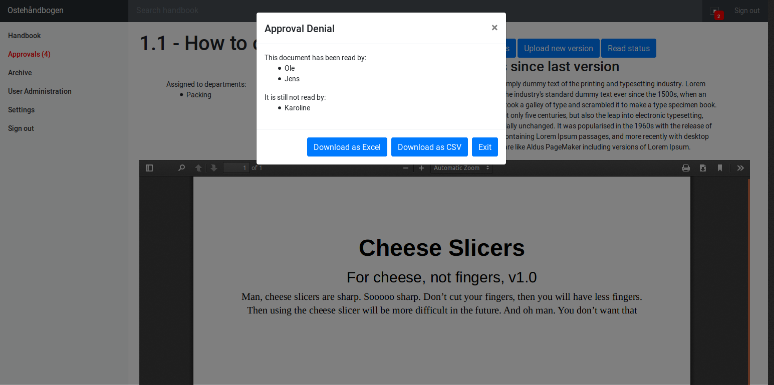 Ostehåndbogen
Search handbook
2
Sign out
Handbook
Approvals (4)
Archive
User Administration
Settings
Sign out
1.1 - How to
Upload new version
Read status
Assigned to departments:
Packing
since last version
dummy text of the printing and typesetting industry. Lorem
the industry's standard dummy text ever since the 1500s, when an
took a galley of type and scrambled it to make a type specimen book.
not only five centuries, but also the leap into electronic typesetting,
unchanged. It was popularised in the 1960s with the release of
containing Lorem Ipsum passages, and more recently with desktop
like Aldus PageMaker including versions of Lorem Ipsum.
Approval Denial
×
This document has been read by:
Ole
Jens
It is still not read by:
Karoline
Download as Excel
Download as CSV
Exit
1
of 1
Automatic Zoom
Cheese Slicers
For cheese, not fingers, v1.0
Man, cheese slicers are sharp. Sooooo sharp. Don't cut your fingers, then you will have less fingers.
Then using the cheese slicer will be more difficult in the future. And oh man. You don't want that